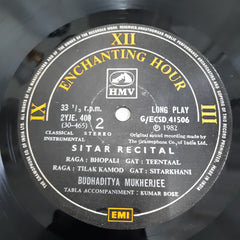 XII
ENCHANTING HOUR
IX
III
HMV
33 ⅓ r.p.m.
LONG PLAY
2YJE. 400
G/ECSD 41506
(30-465)
2
℗ 1982
CLASSICAL STEREO
INSTRUMENTAL
Original sound recording made by
The Gramophone Co. of India Ltd.
SITAR RECITAL
RAGA : BHOPALI GAT : TEENTAAL
RAGA : TILAK KAMOD GAT : SITARKHANI
BUDHADITYA MUKHERJEE
TABLA ACCOMPANIMENT : KUMAR BOSE
EMI